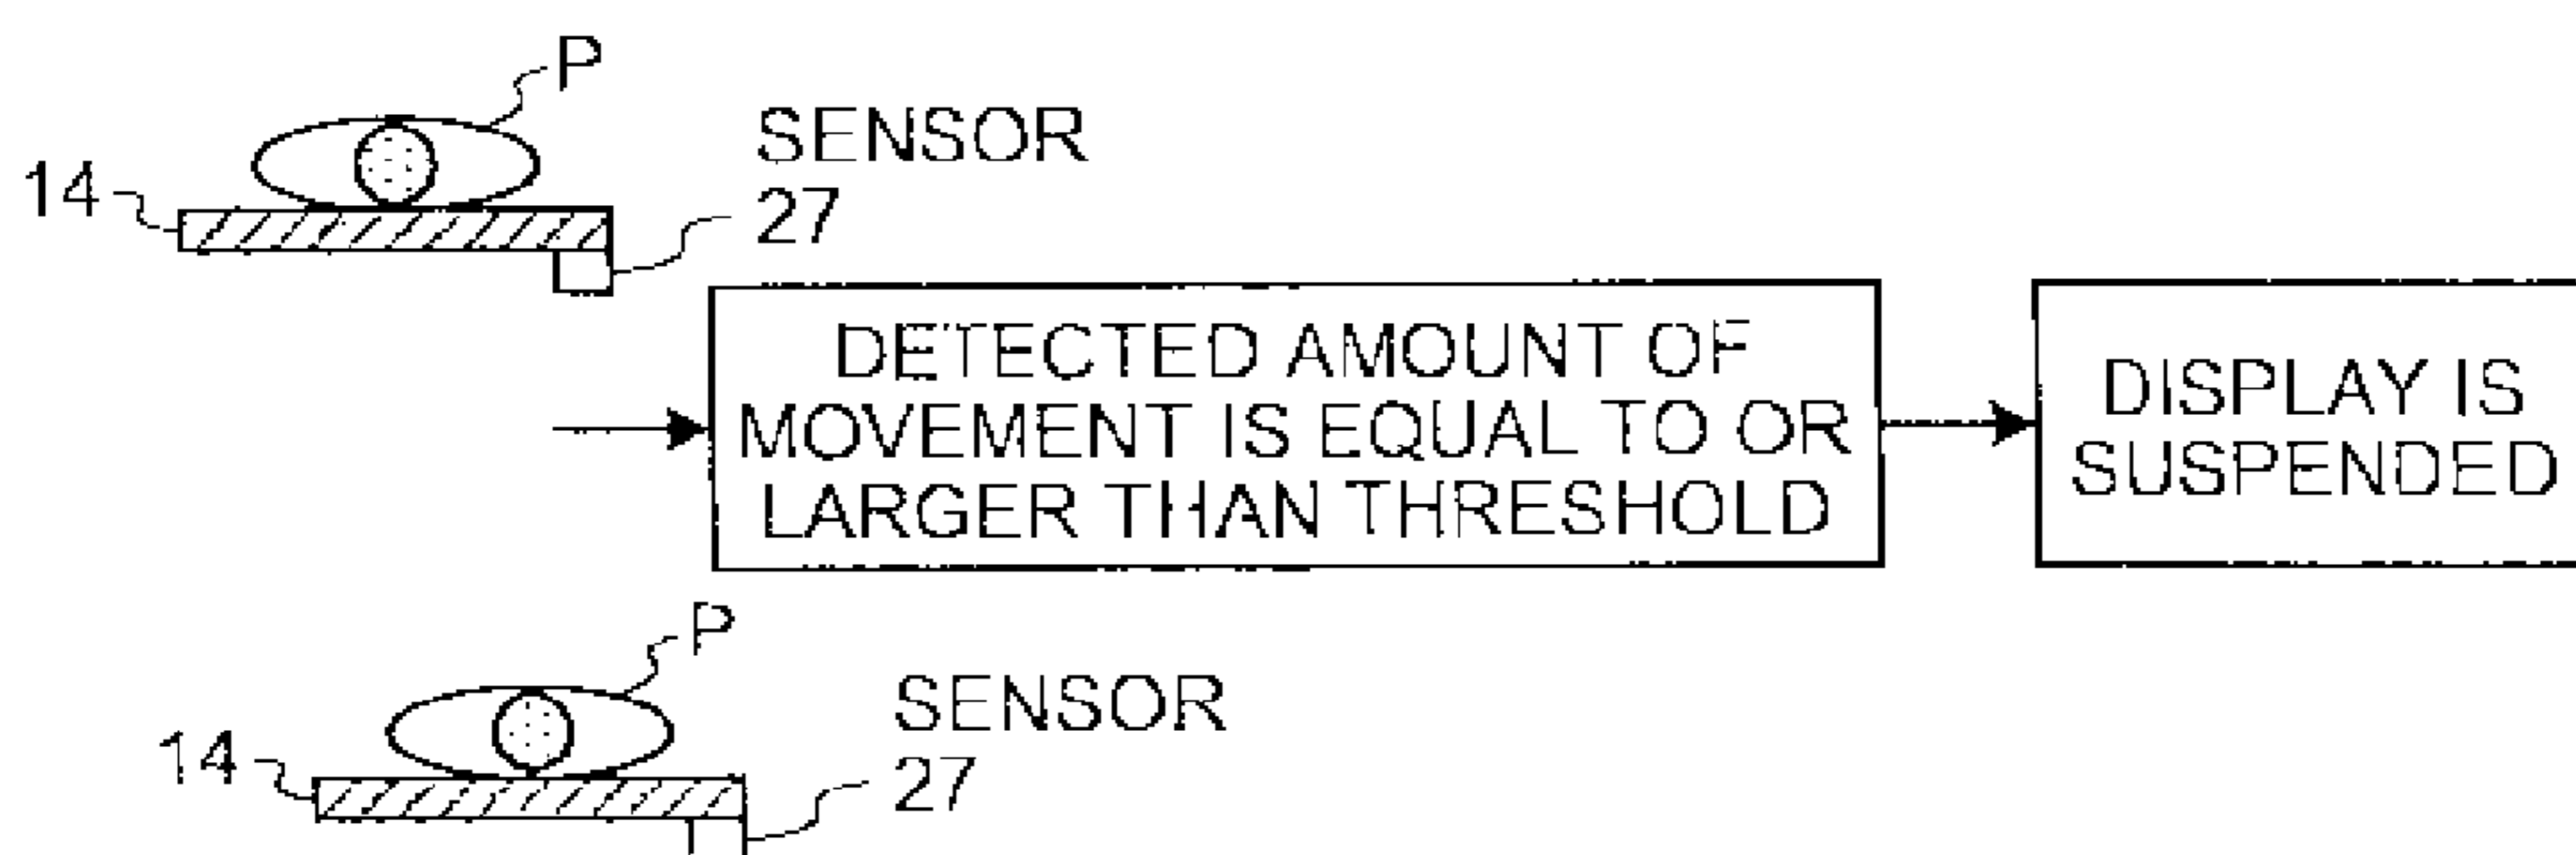 P
SENSOR
14
27
DETECTED AMOUNT OF
MOVEMENT IS EQUAL TO OR
LARGER THAN THRESHOLD
DISPLAY IS
SUSPENDED
P
SENSOR
14
27